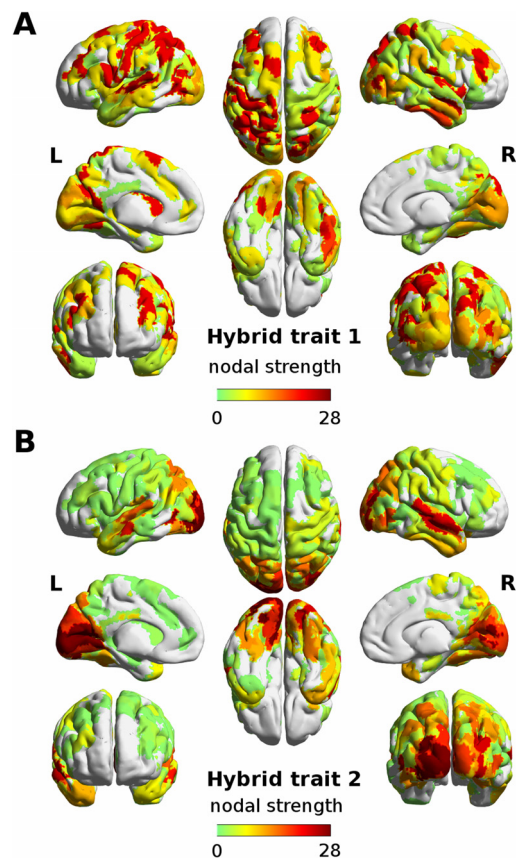 A
L
R
Hybrid trait 1
nodal strength
0 28
B
L
R
Hybrid trait 2
nodal strength
0 28